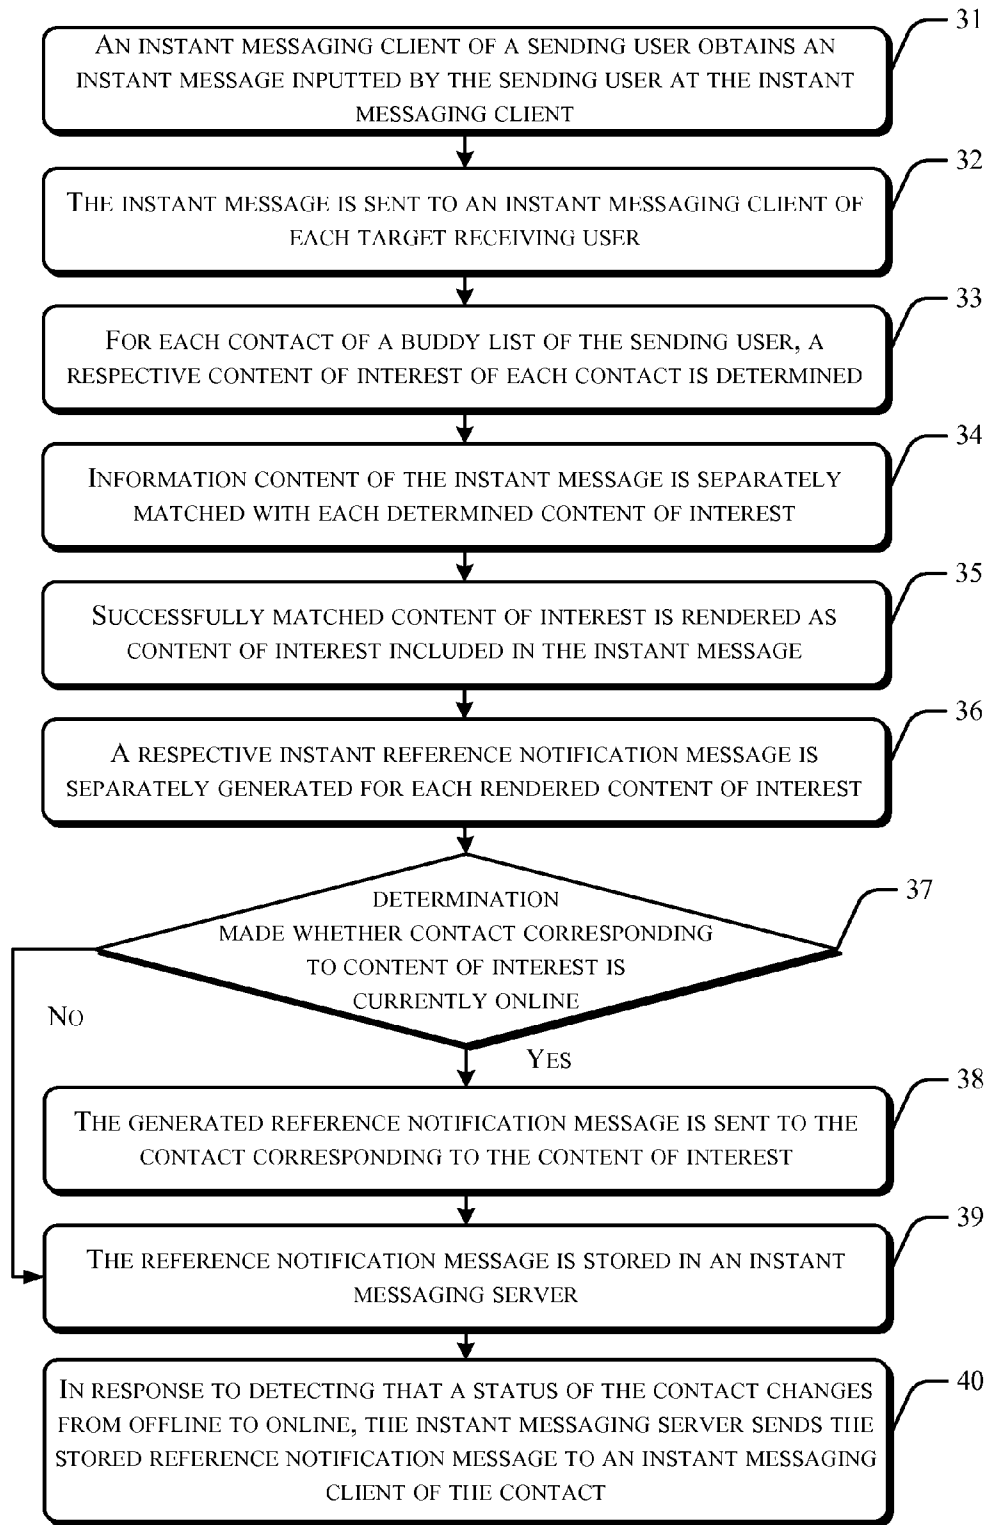 31
AN INSTANT MESSAGING CLIENT OF A SENDING USER OBTAINS AN
INSTANT MESSAGE INPUTTED BY THE SENDING USER AT THE INSTANT
MESSAGING CLIENT
32
THE INSTANT MESSAGE IS SENT TO AN INSTANT MESSAGING CLIENT OF
EACH TARGET RECEIVING USER
33
FOR EACH CONTACT OF A BUDDY LIST OF THE SENDING USER, A
RESPECTIVE CONTENT OF INTEREST OF EACH CONTACT IS DETERMINED
34
INFORMATION CONTENT OF THE INSTANT MESSAGE IS SEPARATELY
MATCHED WITH EACH DETERMINED CONTENT OF INTEREST
35
SUCCESSFULLY MATCHED CONTENT OF INTEREST IS RENDERED AS
CONTENT OF INTEREST INCLUDED IN THE INSTANT MESSAGE
36
A RESPECTIVE INSTANT REFERENCE NOTIFICATION MESSAGE IS
SEPARATELY GENERATED FOR EACH RENDERED CONTENT OF INTEREST
37
DETERMINATION
MADE WHETHER CONTACT CORRESPONDING
TO CONTENT OF INTEREST IS
CURRENTLY ONLINE
NO
YES
38
THE GENERATED REFERENCE NOTIFICATION MESSAGE IS SENT TO THE
CONTACT CORRESPONDING TO THE CONTENT OF INTEREST
39
THE REFERENCE NOTIFICATION MESSAGE IS STORED IN AN INSTANT
MESSAGING SERVER
40
IN RESPONSE TO DETECTING THAT A STATUS OF THE CONTACT CHANGES
FROM OFFLINE TO ONLINE, THE INSTANT MESSAGING SERVER SENDS THE
STORED REFERENCE NOTIFICATION MESSAGE TO AN INSTANT MESSAGING
CLIENT OF THE CONTACT